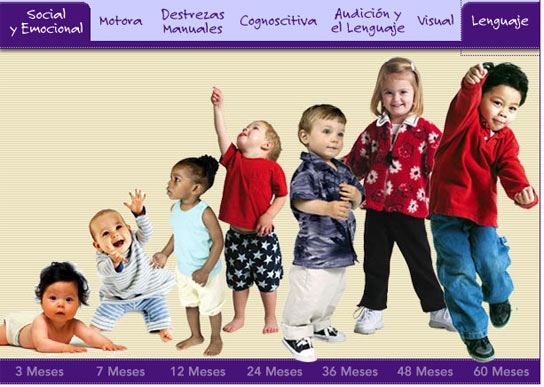 Social
y Emocional
Motora
Destrezas
Manuales
Cognoscitiva
Audición y
el Lenguaje
Visual
Lenguaje
3 Meses
7 Meses
12 Meses
24 Meses
36 Meses
48 Meses
60 Meses